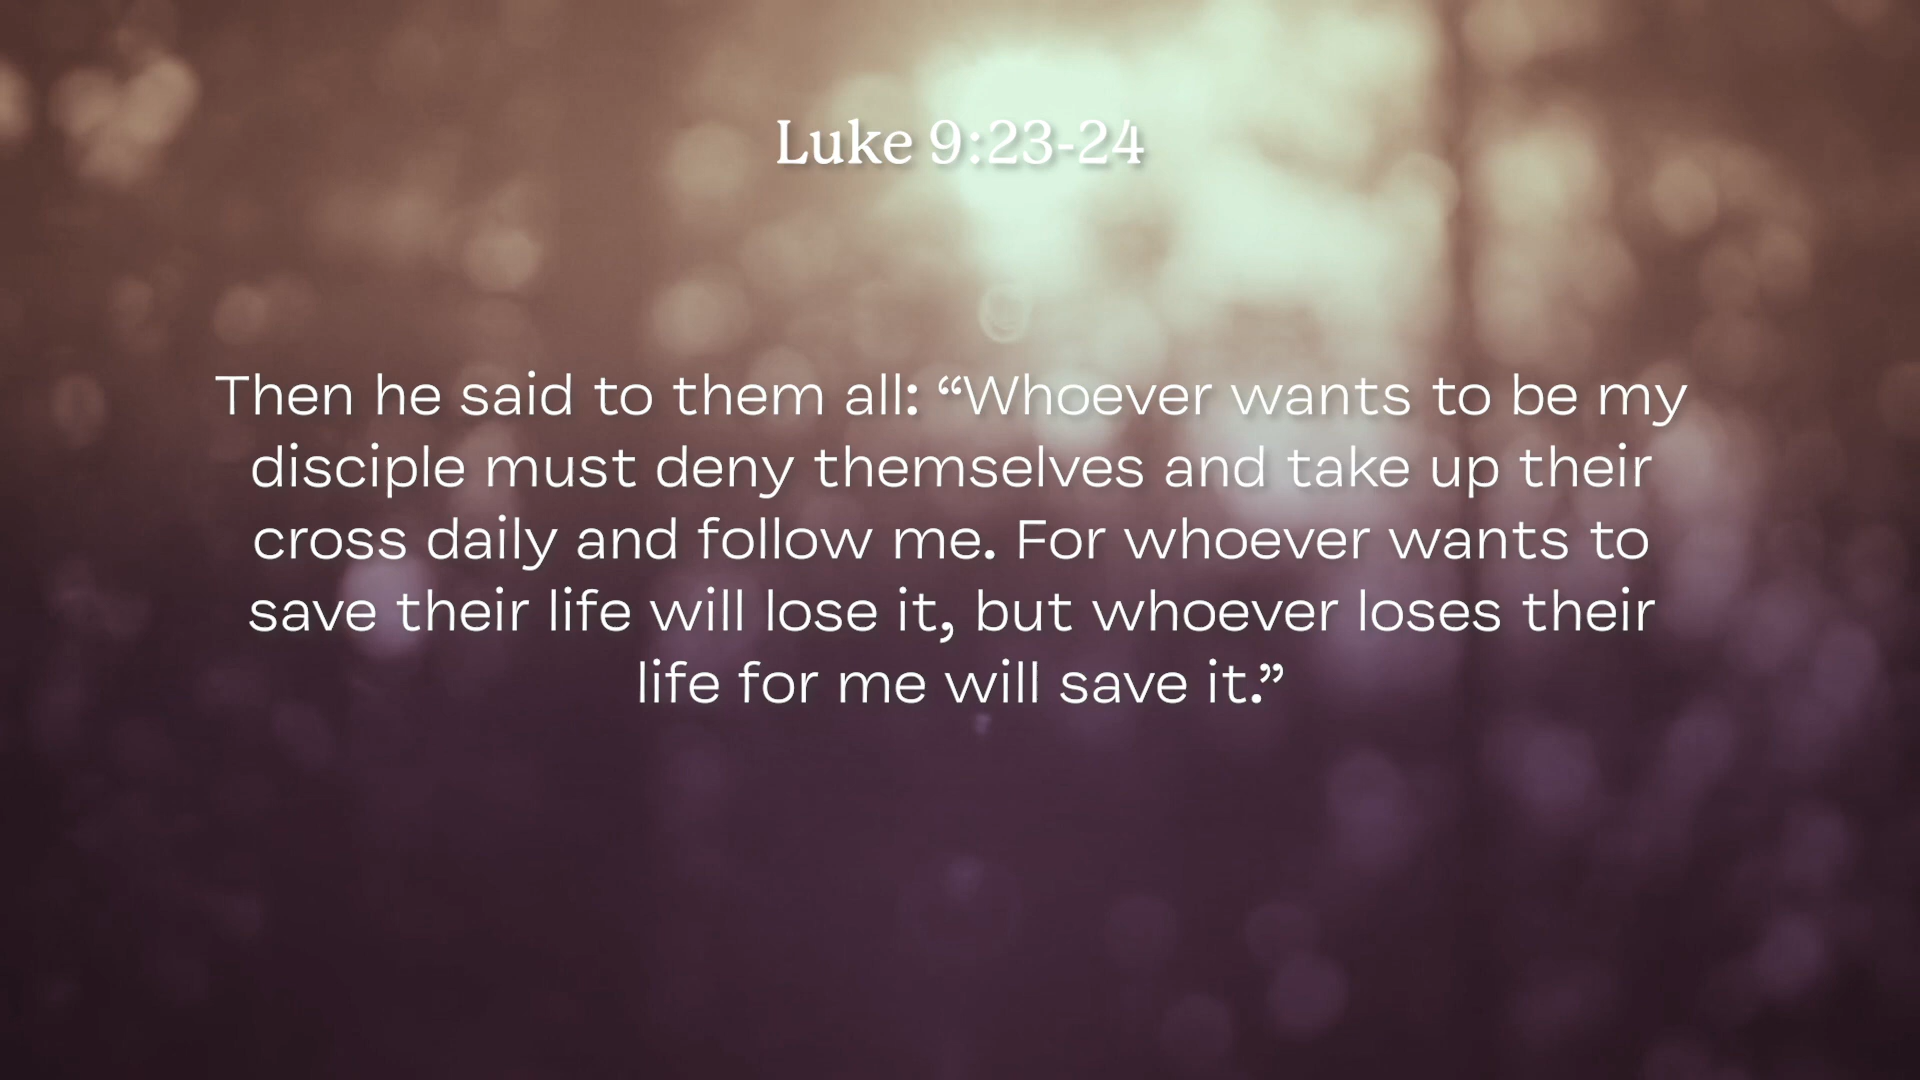 Luke 9:23-24
Then he said to them all: “Whoever wants to be my
disciple must deny themselves and take up their
cross daily and follow me. For whoever wants to
save their life will lose it, but whoever loses their
life for me will save it.”